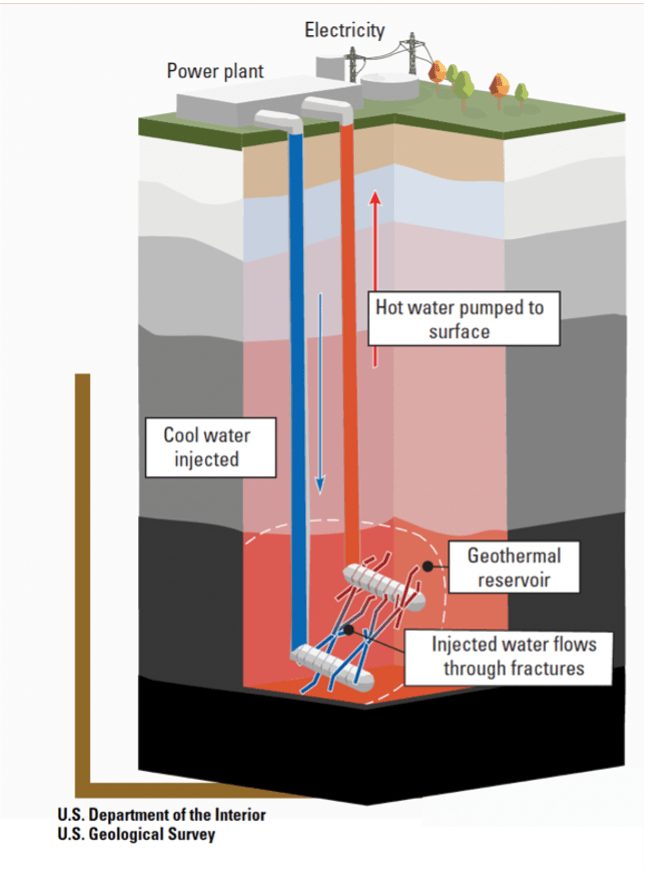 Electricity
Power plant
Hot water pumped to
surface
Cool water
injected
Geothermal
reservoir
Injected water flows
through fractures
U.S. Department of the Interior
U.S. Geological Survey